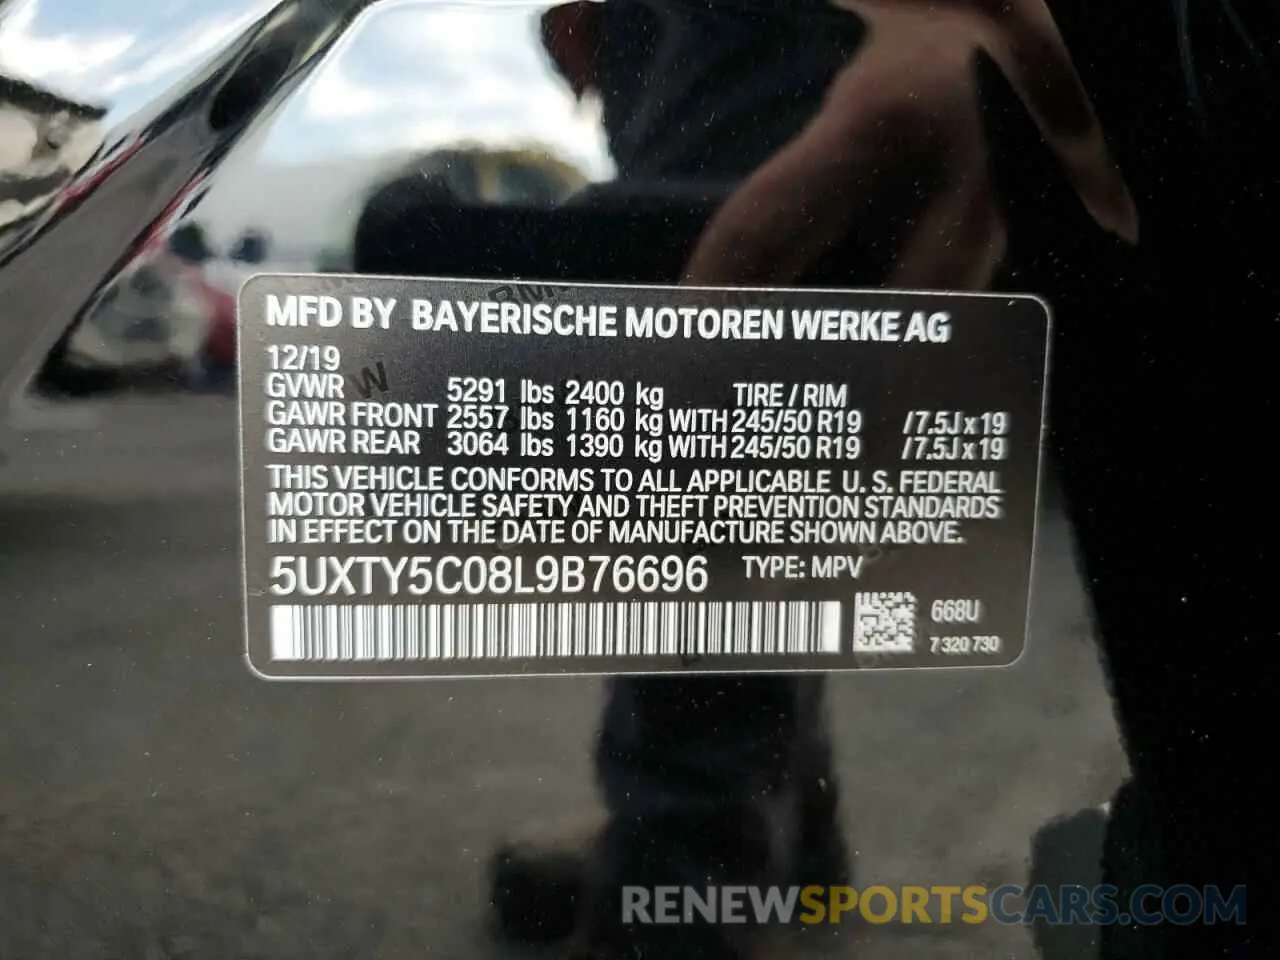 MFD BY BAYERISCHE MOTOREN WERKE AG
12/19
GVWR 5291 lbs 2400 kg TIRE / RIM
GAWR FRONT 2557 lbs 1160 kg WITH 245/50 R19 /7.5J x 19
GAWR REAR 3064 lbs 1390 kg WITH 245/50 R19 /7.5J x 19
THIS VEHICLE CONFORMS TO ALL APPLICABLE U. S. FEDERAL
MOTOR VEHICLE SAFETY AND THEFT PREVENTION STANDARDS
IN EFFECT ON THE DATE OF MANUFACTURE SHOWN ABOVE.
5UXTY5C08L9B76696 TYPE: MPV
668U
7 320 730
RENEWSPORTSCARS.COM